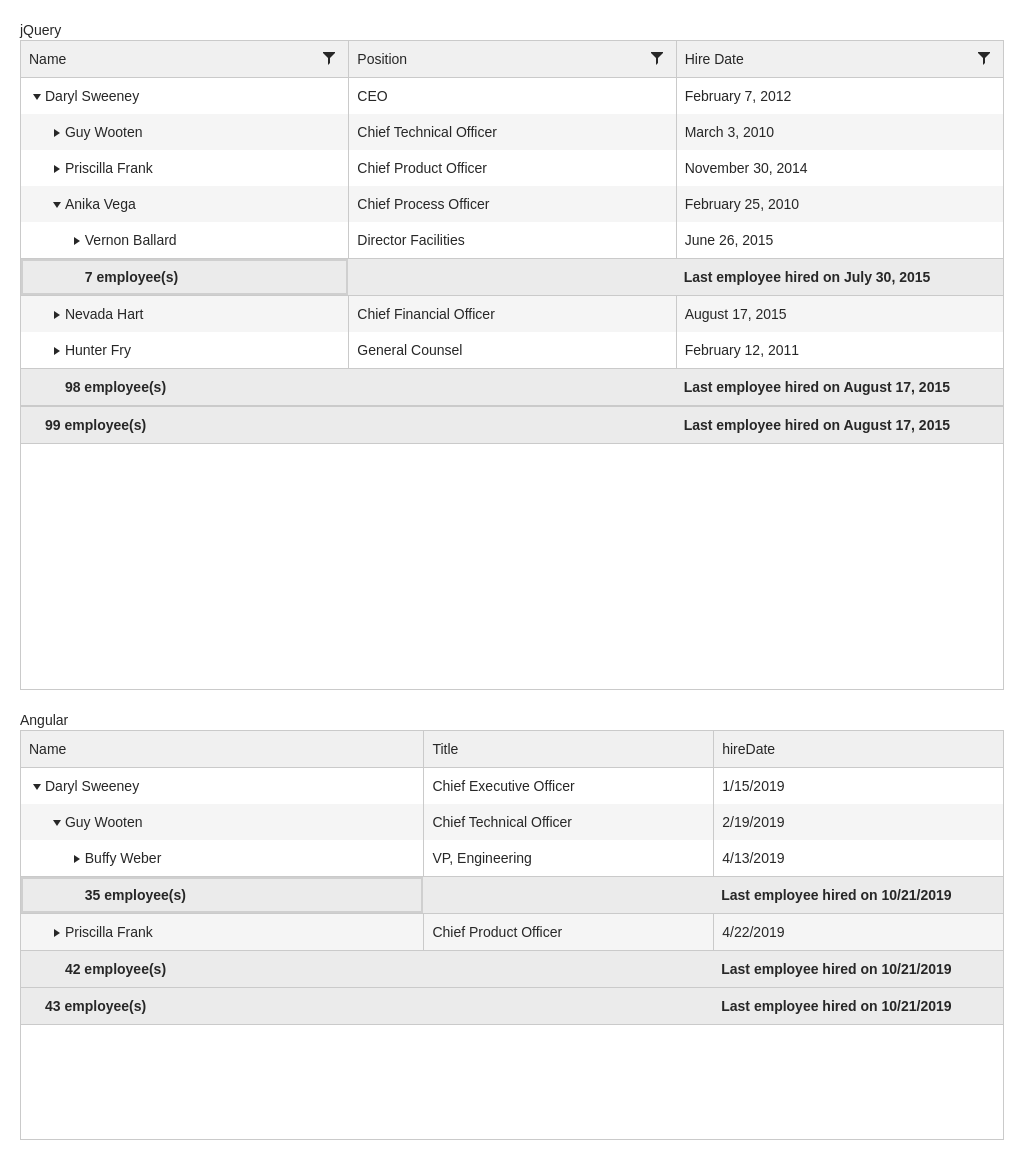 jQuery
Name Position Hire Date
Daryl Sweeney CEO February 7, 2012
Guy Wooten Chief Technical Officer March 3, 2010
Priscilla Frank Chief Product Officer November 30, 2014
Anika Vega Chief Process Officer February 25, 2010
Vernon Ballard Director Facilities June 26, 2015
7 employee(s) Last employee hired on July 30, 2015
Nevada Hart Chief Financial Officer August 17, 2015
Hunter Fry General Counsel February 12, 2011
98 employee(s) Last employee hired on August 17, 2015
99 employee(s) Last employee hired on August 17, 2015
Angular
Name Title hireDate
Daryl Sweeney Chief Executive Officer 1/15/2019
Guy Wooten Chief Technical Officer 2/19/2019
Buffy Weber VP, Engineering 4/13/2019
35 employee(s) Last employee hired on 10/21/2019
Priscilla Frank Chief Product Officer 4/22/2019
42 employee(s) Last employee hired on 10/21/2019
43 employee(s) Last employee hired on 10/21/2019